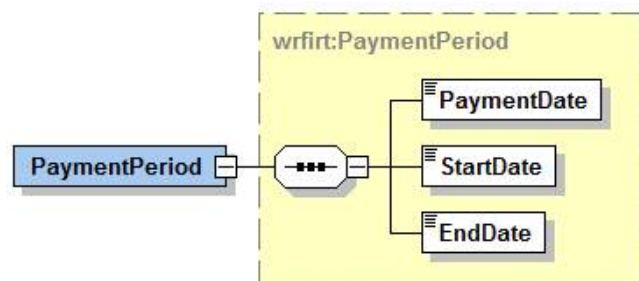 wrfirt:PaymentPeriod
PaymentDate
PaymentPeriod
StartDate
EndDate